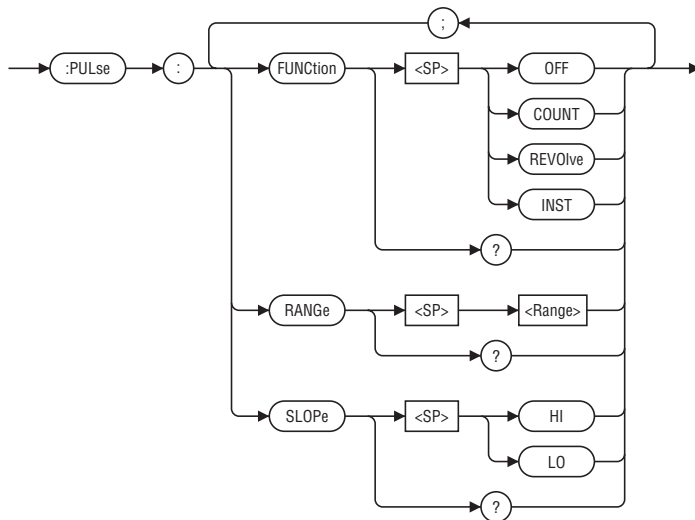 ;
:PULse : FUNCtion <SP> OFF
COUNT
REVOlve
INST
?
RANGe <SP> <Range>
?
SLOPe <SP> HI
LO
?